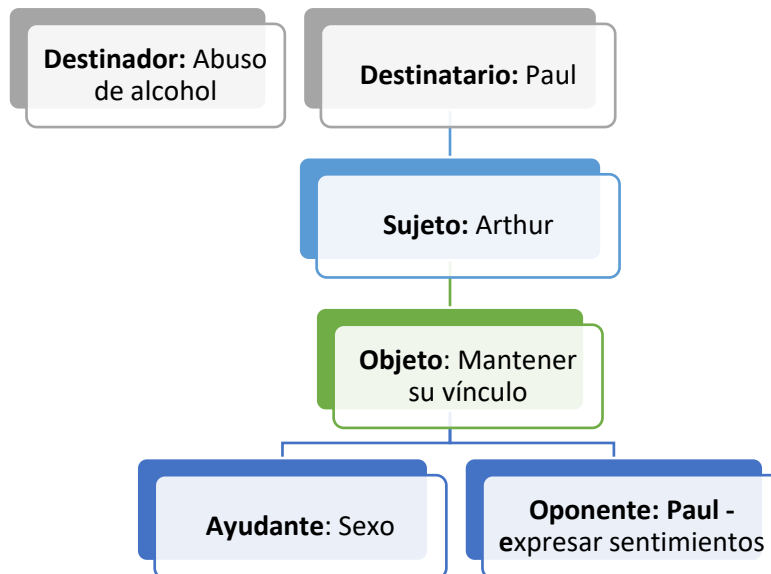 Destinador: Abuso
de alcohol
Destinatario: Paul
Sujeto: Arthur
Objeto: Mantener
su vínculo
Ayudante: Sexo
Oponente: Paul -
expresar sentimientos